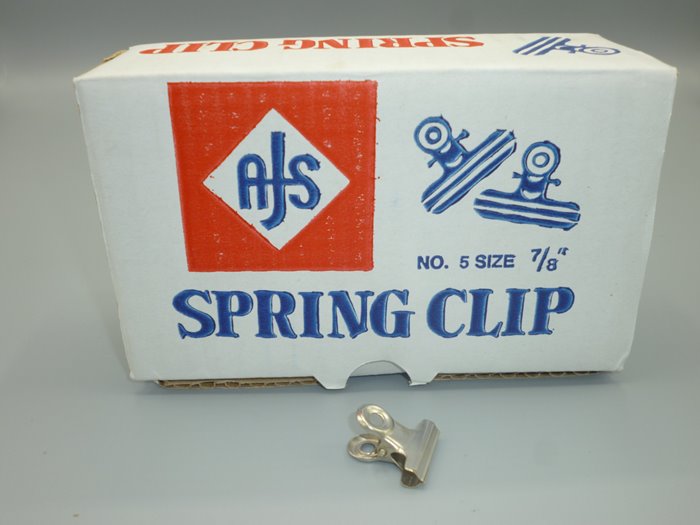 SPRING CLIP
AJS
NO. 5 SIZE 7/8"
SPRING CLIP